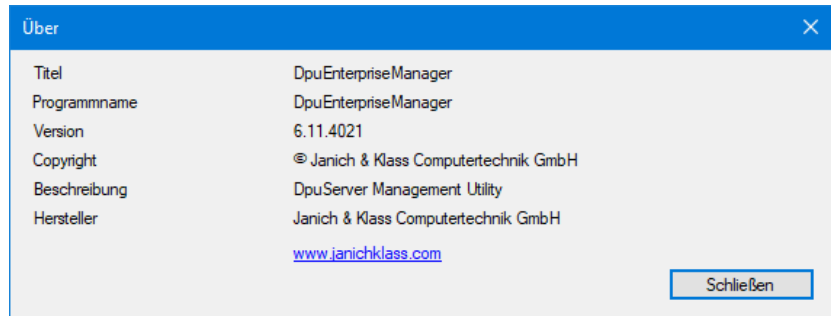 Über
Titel DpuEnterpriseManager
Programmname DpuEnterpriseManager
Version 6.11.4021
Copyright © Janich & Klass Computertechnik GmbH
Beschreibung DpuServer Management Utility
Hersteller Janich & Klass Computertechnik GmbH
www.janichklass.com
Schließen